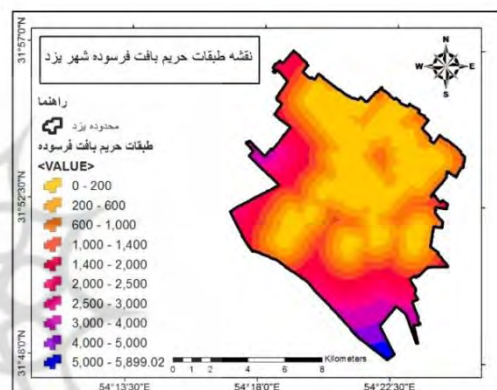 نقشه طبقات حریم بافت فرسوده شهر یزد
راهنما
محدوده یزد
طبقات حریم بافت فرسوده
<VALUE>
0 - 200
200 - 600
600 - 1,000
1,000 - 1,400
1,400 - 2,000
2,000 - 2,500
2,500 - 3,000
3,000 - 4,000
4,000 - 5,000
5,000 - 5,899.02
N
W E
S
31°57'0"N
31°52'30"N
31°48'0"N
0 1 2 4 6 8
Kilometers
54°13'30"E 54°18'0"E 54°22'30"E